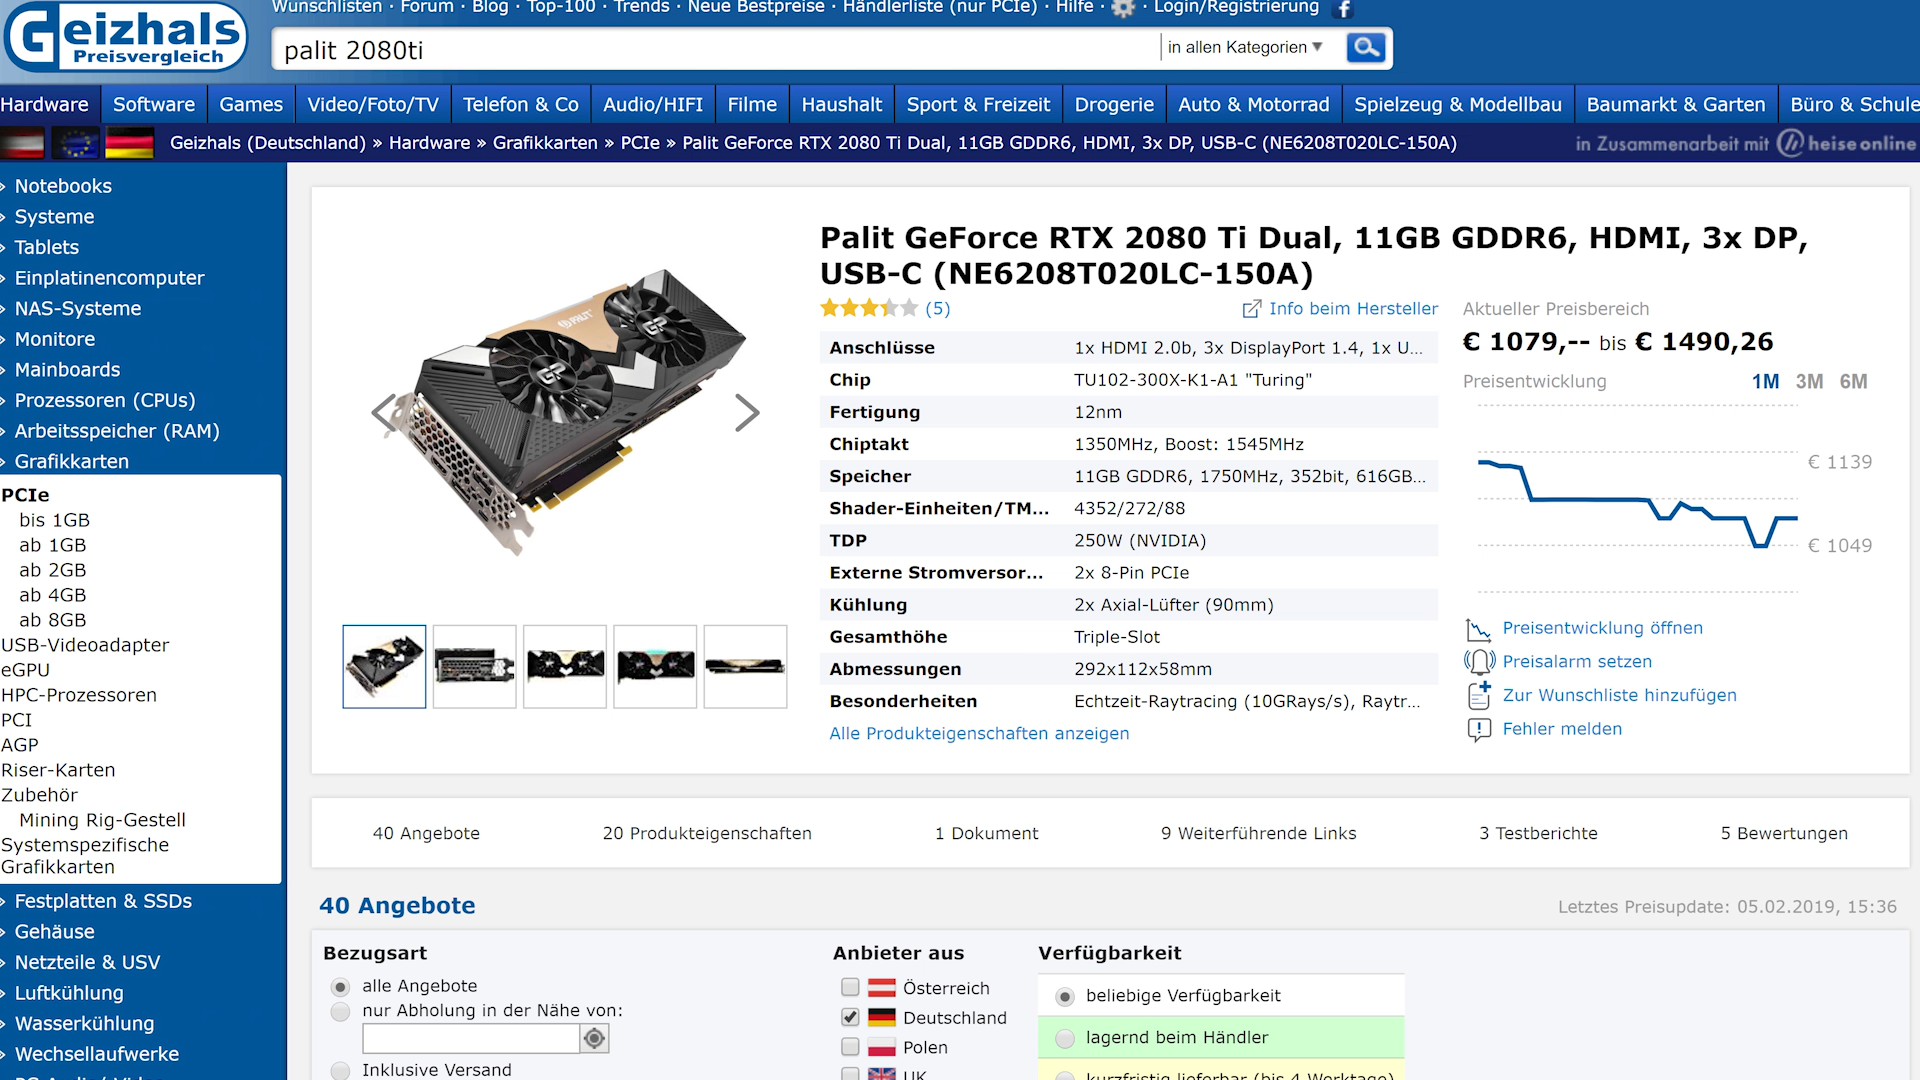 Wunschlisten · Forum · Blog · Top-100 · Trends · Neue Bestpreise · Händlerliste (nur PCIe) · Hilfe · Login/Registrierung
Geizhals
Preisvergleich
palit 2080ti
in allen Kategorien
Hardware
Software
Games
Video/Foto/TV
Telefon & Co
Audio/HIFI
Filme
Haushalt
Sport & Freizeit
Drogerie
Auto & Motorrad
Spielzeug & Modellbau
Baumarkt & Garten
Büro & Schule
Geizhals (Deutschland) » Hardware » Grafikkarten » PCIe » Palit GeForce RTX 2080 Ti Dual, 11GB GDDR6, HDMI, 3x DP, USB-C (NE6208T020LC-150A)
in Zusammenarbeit mit heise online
Notebooks
Systeme
Tablets
Einplatinencomputer
NAS-Systeme
Monitore
Mainboards
Prozessoren (CPUs)
Arbeitsspeicher (RAM)
Grafikkarten
PCIe
bis 1GB
ab 1GB
ab 2GB
ab 4GB
ab 8GB
USB-Videoadapter
eGPU
HPC-Prozessoren
PCI
AGP
Riser-Karten
Zubehör
Mining Rig-Gestell
Systemspezifische
Grafikkarten
Festplatten & SSDs
Gehäuse
Netzteile & USV
Luftkühlung
Wasserkühlung
Wechsellaufwerke
PALIT
GP
GP
Palit GeForce RTX 2080 Ti Dual, 11GB GDDR6, HDMI, 3x DP,
USB-C (NE6208T020LC-150A)
(5)
Info beim Hersteller
Anschlüsse 1x HDMI 2.0b, 3x DisplayPort 1.4, 1x U...
Chip TU102-300X-K1-A1 "Turing"
Fertigung 12nm
Chiptakt 1350MHz, Boost: 1545MHz
Speicher 11GB GDDR6, 1750MHz, 352bit, 616GB...
Shader-Einheiten/TM... 4352/272/88
TDP 250W (NVIDIA)
Externe Stromversor... 2x 8-Pin PCIe
Kühlung 2x Axial-Lüfter (90mm)
Gesamthöhe Triple-Slot
Abmessungen 292x112x58mm
Besonderheiten Echtzeit-Raytracing (10GRays/s), Raytr...
Alle Produkteigenschaften anzeigen
Aktueller Preisbereich
€ 1079,-- bis € 1490,26
Preisentwicklung 1M 3M 6M
€ 1139
€ 1049
Preisentwicklung öffnen
Preisalarm setzen
Zur Wunschliste hinzufügen
Fehler melden
40 Angebote
20 Produkteigenschaften
1 Dokument
9 Weiterführende Links
3 Testberichte
5 Bewertungen
40 Angebote
Letztes Preisupdate: 05.02.2019, 15:36
Bezugsart
alle Angebote
nur Abholung in der Nähe von:
Inklusive Versand
Anbieter aus
Österreich
Deutschland
Polen
UK
Verfügbarkeit
beliebige Verfügbarkeit
lagernd beim Händler
kurzfristig lieferbar (bis 4 Werktage)